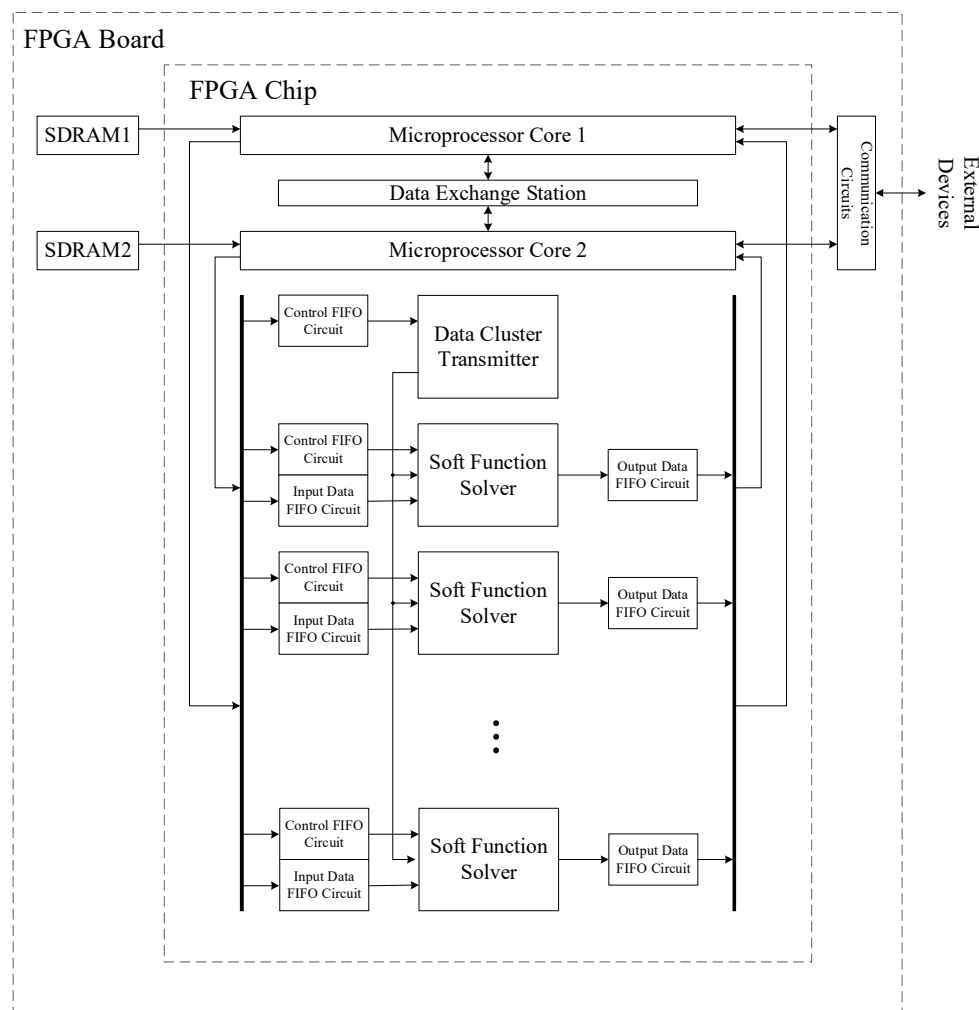 FPGA Board
FPGA Chip
SDRAM1
Microprocessor Core 1
Data Exchange Station
SDRAM2
Microprocessor Core 2
Communication
Circuits
External
Devices
Control FIFO
Circuit
Data Cluster
Transmitter
Control FIFO
Circuit
Input Data
FIFO Circuit
Soft Function
Solver
Output Data
FIFO Circuit
Control FIFO
Circuit
Input Data
FIFO Circuit
Soft Function
Solver
Output Data
FIFO Circuit
Control FIFO
Circuit
Input Data
FIFO Circuit
Soft Function
Solver
Output Data
FIFO Circuit